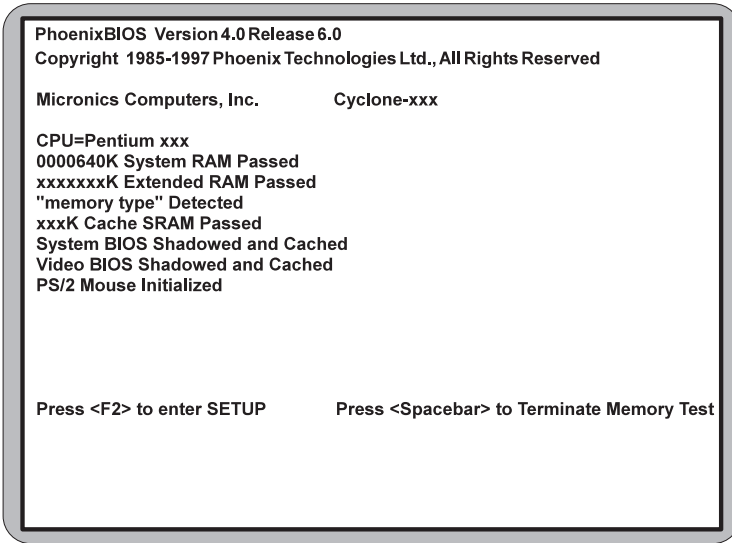 PhoenixBIOS Version 4.0 Release 6.0
Copyright 1985-1997 Phoenix Technologies Ltd., All Rights Reserved
Micronics Computers, Inc. Cyclone-xxx
CPU=Pentium xxx
0000640K System RAM Passed
xxxxxxxK Extended RAM Passed
"memory type" Detected
xxxK Cache SRAM Passed
System BIOS Shadowed and Cached
Video BIOS Shadowed and Cached
PS/2 Mouse Initialized
Press <F2> to enter SETUP Press <Spacebar> to Terminate Memory Test